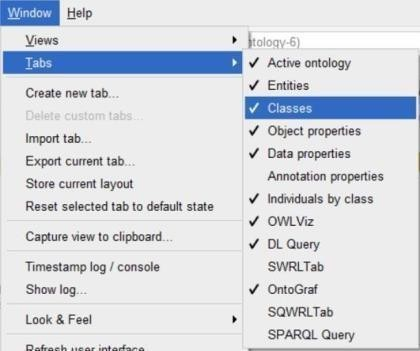 Window Help
Views
Tabs
Create new tab...
Delete custom tabs...
Import tab...
Export current tab...
Store current layout
Reset selected tab to default state
Capture view to clipboard...
Timestamp log / console
Show log...
Look & Feel
Refresh user interface
tology-6)
Active ontology
Entities
Classes
Object properties
Data properties
Annotation properties
Individuals by class
OWLViz
DL Query
SWRLTab
OntoGraf
SQWRLTab
SPARQL Query